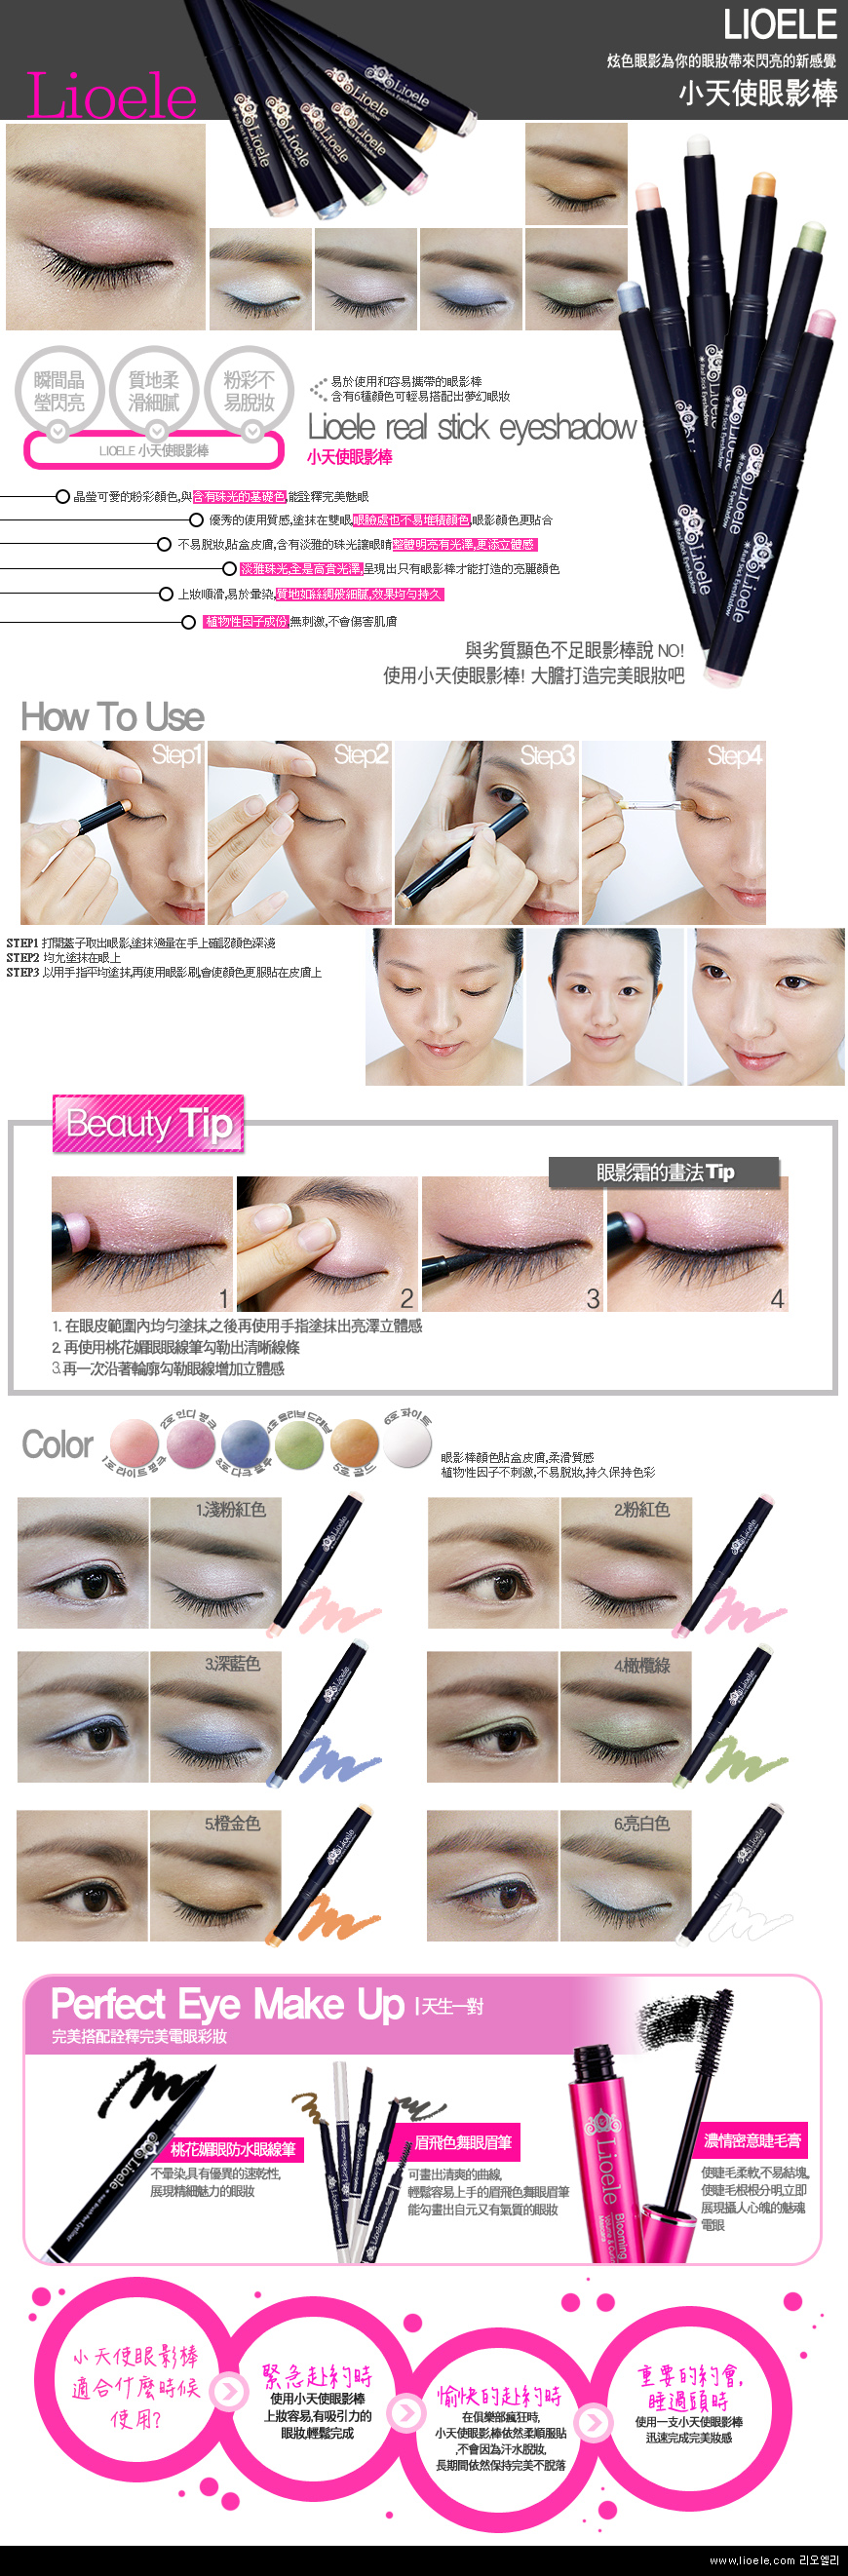 LIOELE
炫色眼影為你的眼妝帶來閃亮的新感覺
小天使眼影棒
Lioele
瞬間晶
瑩閃亮
質地柔
滑細膩
粉彩不
易脫妝
LIOELE 小天使眼影棒
易於使用和容易攜帶的眼影棒
含有6種顏色可輕易搭配出夢幻眼妝
Lioele real stick eyeshadow
小天使眼影棒
晶瑩可愛的粉彩顏色,與含有珠光的基礎色,能詮釋完美魅眼
優秀的使用質感,塗抹在雙眼,眼瞼處也不易堆積顏色,眼影顏色更貼合
不易脫妝,貼盒皮膚,含有淡雅的珠光讓眼睛整體明亮有光澤,更添立體感
淡雅珠光,全是高貴光澤,呈現出只有眼影棒才能打造的亮麗顏色
上妝順滑,易於暈染,質地如絲綢般細膩,效果均勻持久
植物性因子成份,無刺激,不會傷害肌膚
與劣質顯色不足眼影棒說 NO!
使用小天使眼影棒! 大膽打造完美眼妝吧
How To Use
Step1
Step2
Step3
Step4
STEP1 打開蓋子取出眼影,塗抹適量在手上確認顏色深淺
STEP2 均允塗抹在眼上
STEP3 以用手指平均塗抹,再使用眼影刷,會使顏色更服貼在皮膚上
Beauty Tip
眼影霜的畫法Tip
1
2
3
4
1. 在眼皮範圍內均勻塗抹,之後再使用手指塗抹出亮澤立體感
2. 再使用桃花媚眼眼線筆勾勒出清晰線條
3.再一次沿著輪廓勾勒眼線增加立體感
Color
1호 라이트 핑크
2호 인디 핑크
5호 골드
6호 화이트
眼影棒顏色貼盒皮膚,柔滑質感
植物性因子不刺激,不易脫妝,持久保持色彩
1.淺粉紅色
2.粉紅色
3.深藍色
4.橄欖綠
5.橙金色
6.亮白色
Perfect Eye Make Up |天生一對
完美搭配詮釋完美電眼彩妝
桃花媚眼防水眼線筆
不暈染,具有優異的速乾性,
展現精細魅力的眼妝
眉飛色舞眼眉筆
可畫出清爽的曲線,
輕鬆容易上手的眉飛色舞眼眉筆
能勾畫出自元又有氣質的眼妝
濃情密意睫毛膏
使睫毛柔軟,不易結塊,
使睫毛根根分明,立即
展現攝人心魄的魅魂
電眼
Lioele
Blooming
小天使眼影棒
適合什麼時候
使用?
緊急赴約時
使用小天使眼影棒
上妝容易,有吸引力的
眼妝,輕鬆完成
愉快的赴約時
在俱樂部瘋狂時,
小天使眼影,棒依然柔順服貼
,不會因為汗水脫妝,
長期間依然保持完美不脫落
重要的約會,
睡過頭時
使用一支小天使眼影棒
迅速完成完美妝感
www.lioele.com 리오엘리